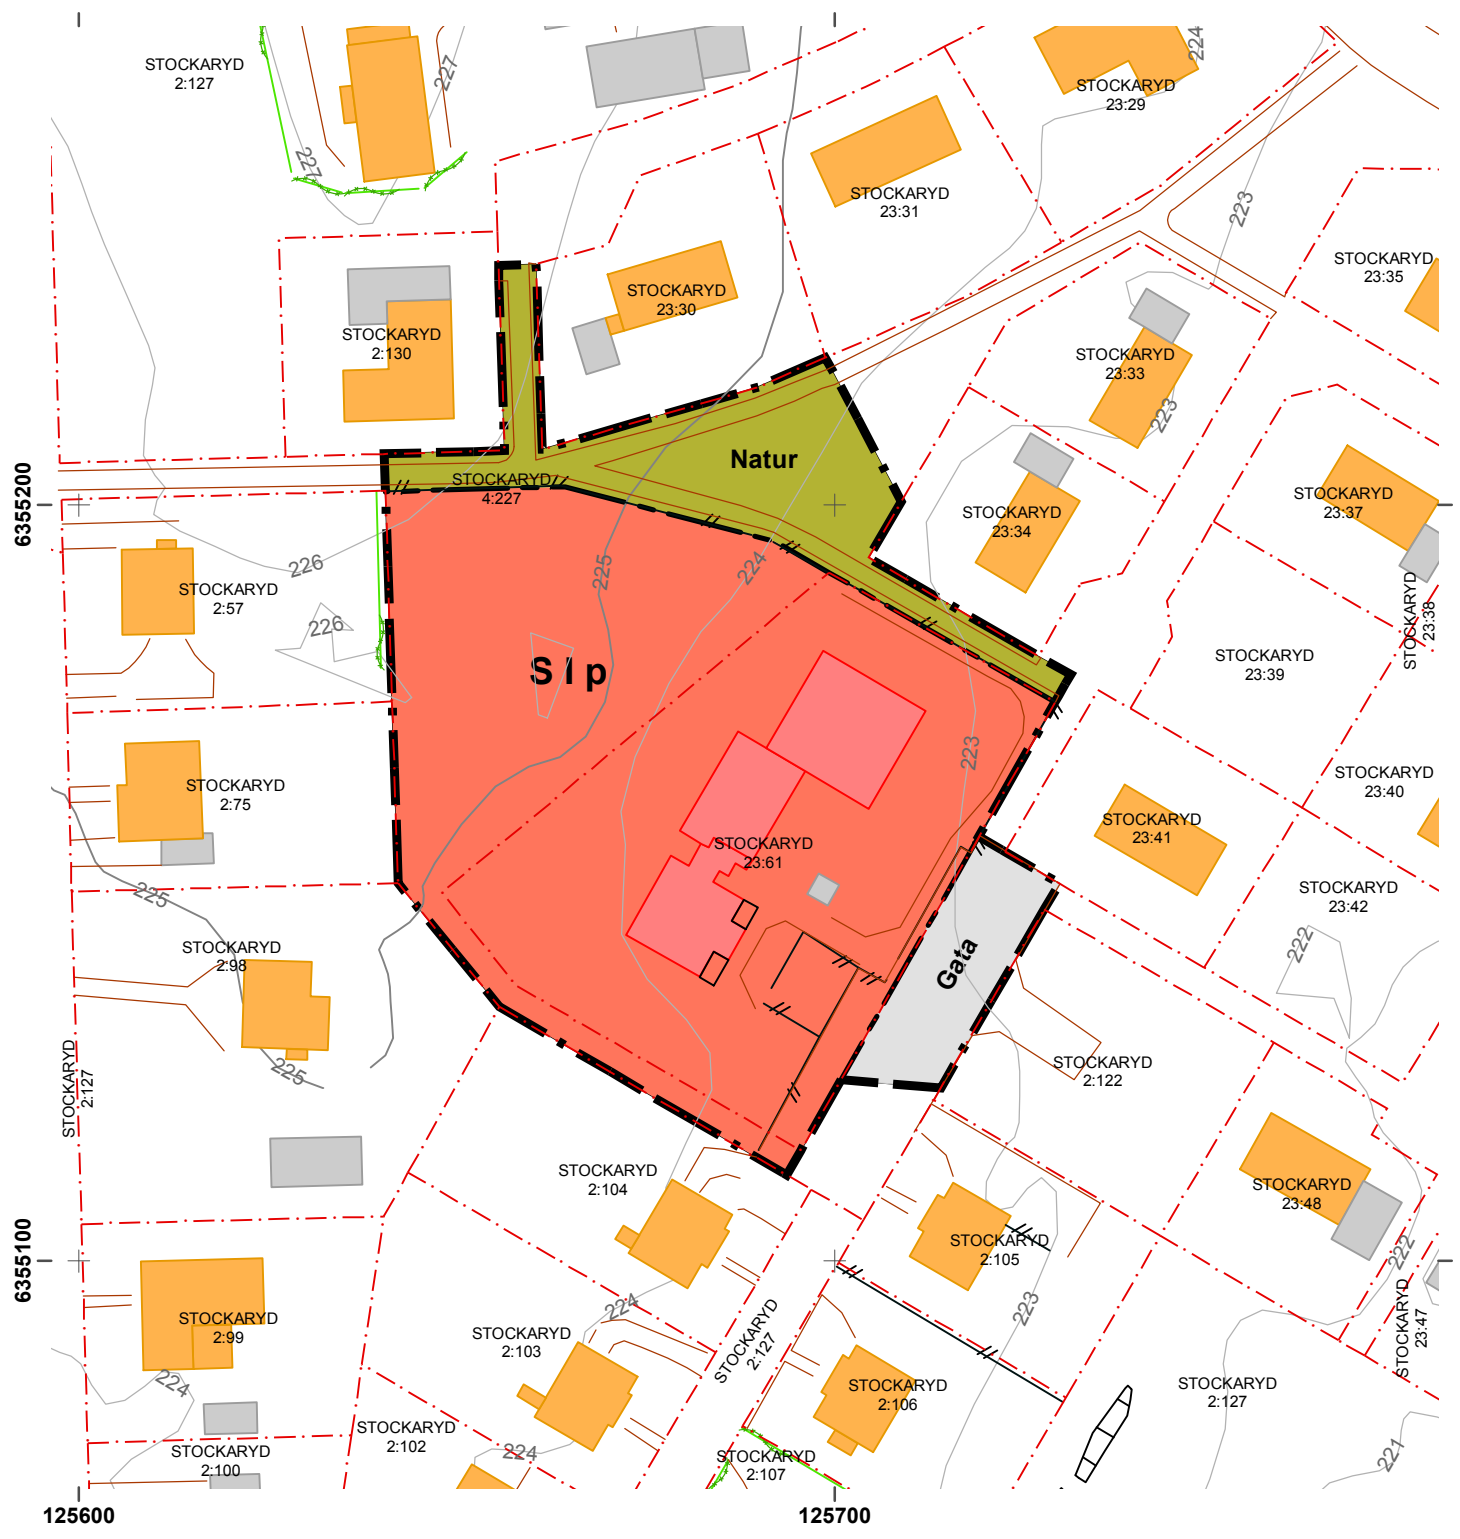 STOCKARYD
2:127
227
224
STOCKARYD
23:29
227
STOCKARYD
23:31
223
STOCKARYD
23:35
STOCKARYD
23:30
STOCKARYD
2:130
STOCKARYD
23:33
223
Natur
STOCKARYD
4:227
6355200
STOCKARYD
23:37
STOCKARYD
23:34
226
225
224
STOCKARYD
2:57
226
STOCKARYD
23:38
STOCKARYD
23:39
S l p
223
STOCKARYD
2:75
STOCKARYD
23:40
STOCKARYD
23:41
STOCKARYD
23:61
225
STOCKARYD
23:42
222
STOCKARYD
2:98
Gata
225
STOCKARYD
2:127
STOCKARYD
2:122
STOCKARYD
2:104
STOCKARYD
23:48
6355100
STOCKARYD
2:105
222
224
223
STOCKARYD
2:99
STOCKARYD
2:103
STOCKARYD
2:127
STOCKARYD
23:47
224
STOCKARYD
2:106
STOCKARYD
2:127
STOCKARYD
2:102
STOCKARYD
2:100
224
STOCKARYD
2:107
221
125600
125700